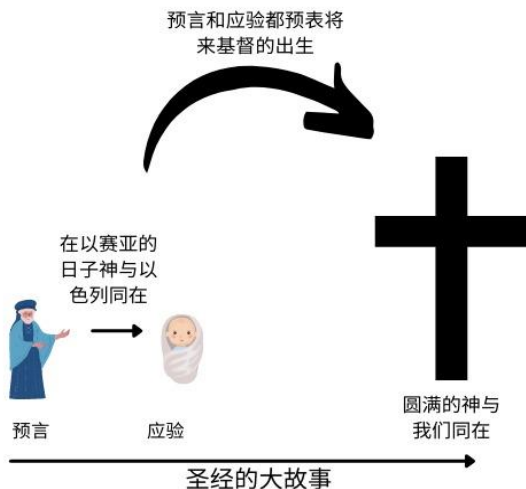 预言和应验都预表将
来基督的出生
在以赛亚的
日子神与以
色列同在
预言
应验
圆满的神与
我们同在
圣经的大故事